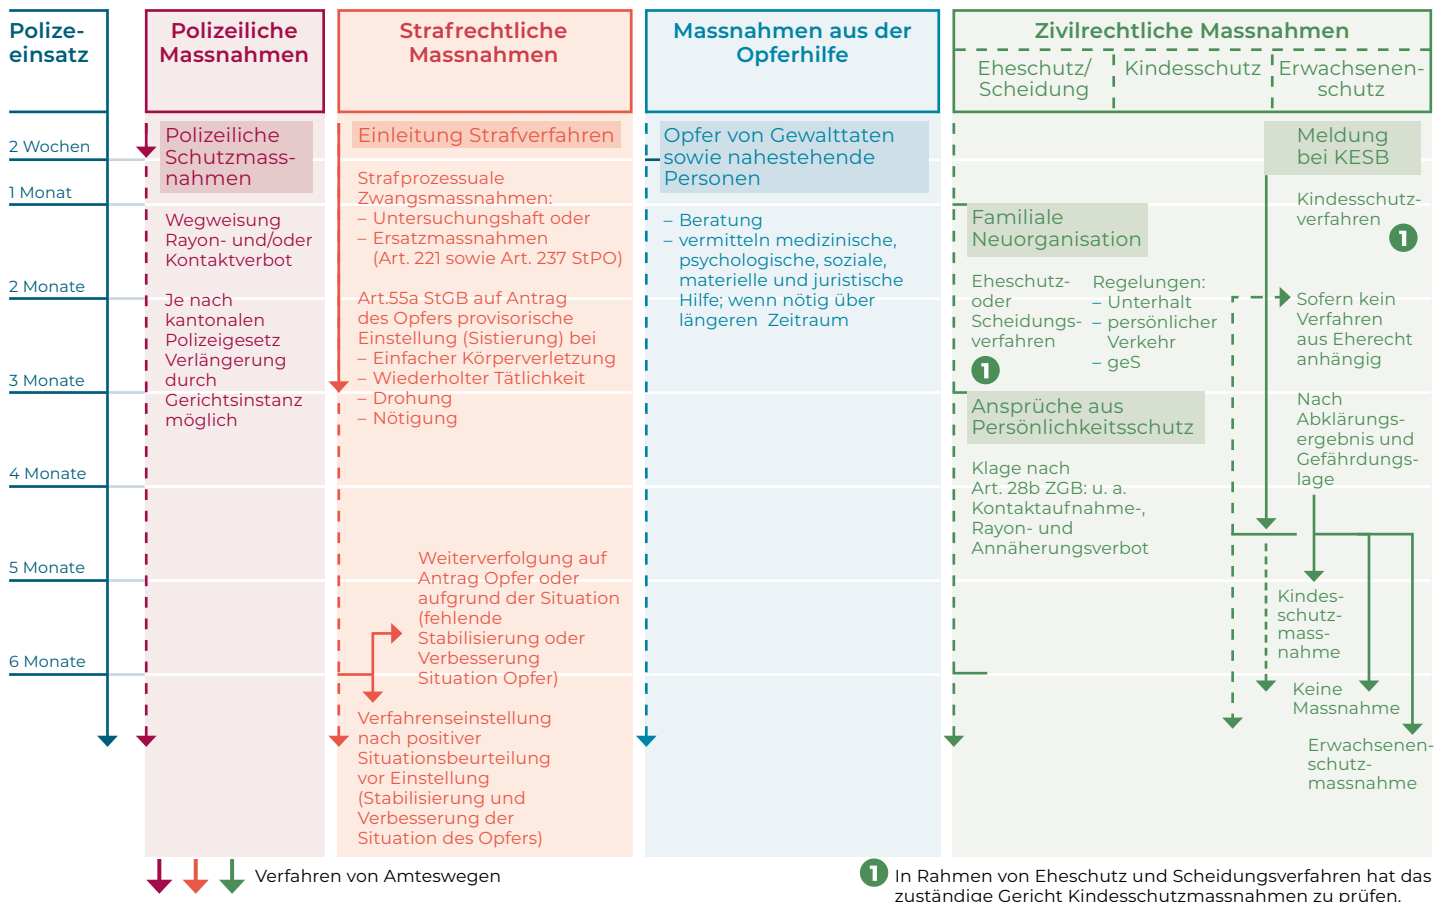 Polize-
einsatz
2 Wochen
1 Monat
2 Monate
3 Monate
4 Monate
5 Monate
6 Monate
Polizeiliche
Massnahmen
Polizeiliche
Schutzmass-
nahmen
Wegweisung
Rayon- und/oder
Kontaktverbot
Je nach
kantonalen
Polizeigesetz
Verlängerung
durch
Gerichtsinstanz
möglich
Strafrechtliche
Massnahmen
Einleitung Strafverfahren
Strafprozessuale
Zwangsmassnahmen:
– Untersuchungshaft oder
– Ersatzmassnahmen
(Art. 221 sowie Art. 237 StPO)
Art.55a StGB auf Antrag
des Opfers provisorische
Einstellung (Sistierung) bei
– Einfacher Körperverletzung
– Wiederholter Tätlichkeit
– Drohung
– Nötigung
Weiterverfolgung auf
Antrag Opfer oder
aufgrund der Situation
(fehlende
Stabilisierung oder
Verbesserung
Situation Opfer)
Verfahrenseinstellung
nach positiver
Situationsbeurteilung
vor Einstellung
(Stabilisierung und
Verbesserung der
Situation des Opfers)
Massnahmen aus der
Opferhilfe
Opfer von Gewalttaten
sowie nahestehende
Personen
– Beratung
– vermitteln medizinische,
psychologische, soziale,
materielle und juristische
Hilfe; wenn nötig über
längeren Zeitraum
Zivilrechtliche Massnahmen
Eheschutz/
Scheidung
Kindesschutz
Erwachsenen-
schutz
Familiale
Neuorganisation
Eheschutz-
oder
Scheidungs-
verfahren
1
Regelungen:
– Unterhalt
– persönlicher
Verkehr
– geS
Ansprüche aus
Persönlichkeitsschutz
Klage nach
Art. 28b ZGB: u. a.
Kontaktaufnahme-,
Rayon- und
Annäherungsverbot
Meldung
bei KESB
Kindesschutz-
verfahren
1
Sofern kein
Verfahren
aus Eherecht
anhängig
Nach
Abklärungs-
ergebnis und
Gefährdungs-
lage
Kindes-
schutz-
mass-
nahme
Keine
Massnahme
Erwachsenen-
schutz-
massnahme
Verfahren von Amteswegen
1 In Rahmen von Eheschutz und Scheidungsverfahren hat das
zuständige Gericht Kindesschutzmassnahmen zu prüfen.